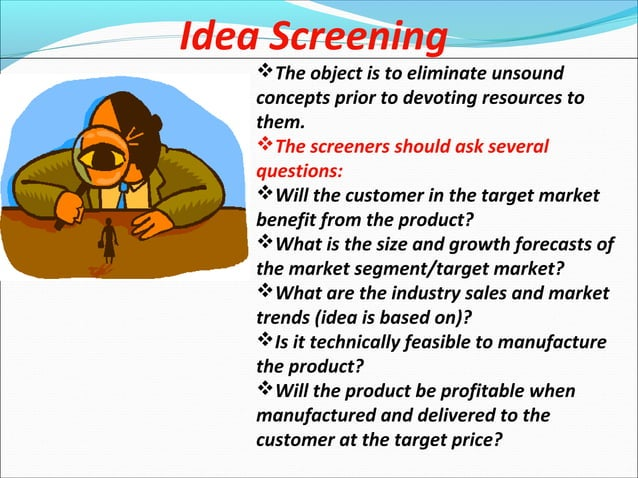 Idea Screening
❖The object is to eliminate unsound
concepts prior to devoting resources to
them.
❖The screeners should ask several
questions:
❖Will the customer in the target market
benefit from the product?
❖What is the size and growth forecasts of
the market segment/target market?
❖What are the industry sales and market
trends (idea is based on)?
❖Is it technically feasible to manufacture
the product?
❖Will the product be profitable when
manufactured and delivered to the
customer at the target price?